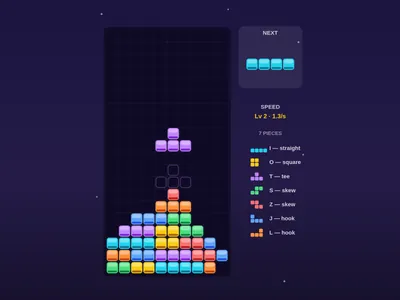 NEXT
SPEED
Lv 2 · 1.3/s
7 PIECES
I — straight
O — square
T — tee
S — skew
Z — skew
J — hook
L — hook